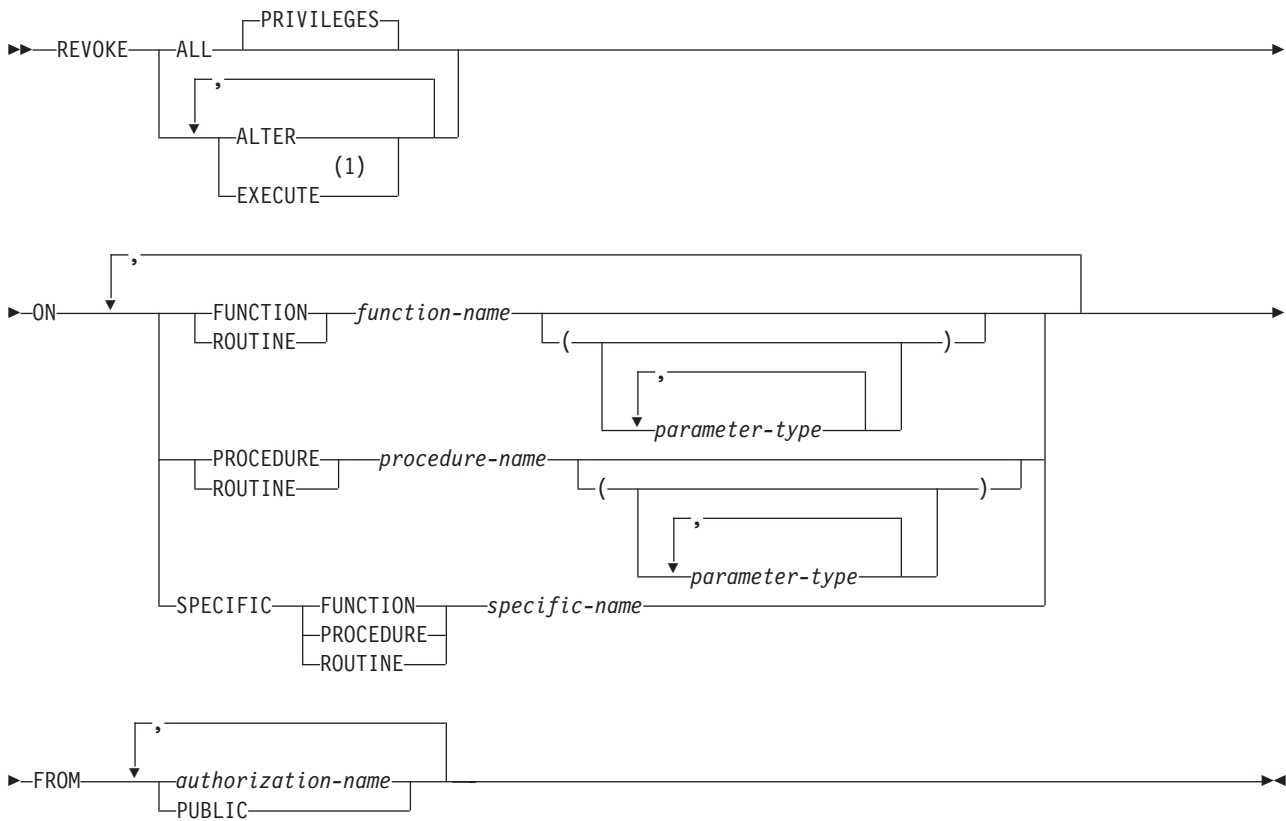 PRIVILEGES
REVOKE ALL
,
ALTER
(1)
EXECUTE
,
ON FUNCTION function-name
ROUTINE ( )
,
parameter-type
PROCEDURE procedure-name
ROUTINE ( )
,
parameter-type
SPECIFIC FUNCTION specific-name
PROCEDURE
ROUTINE
,
FROM authorization-name
PUBLIC